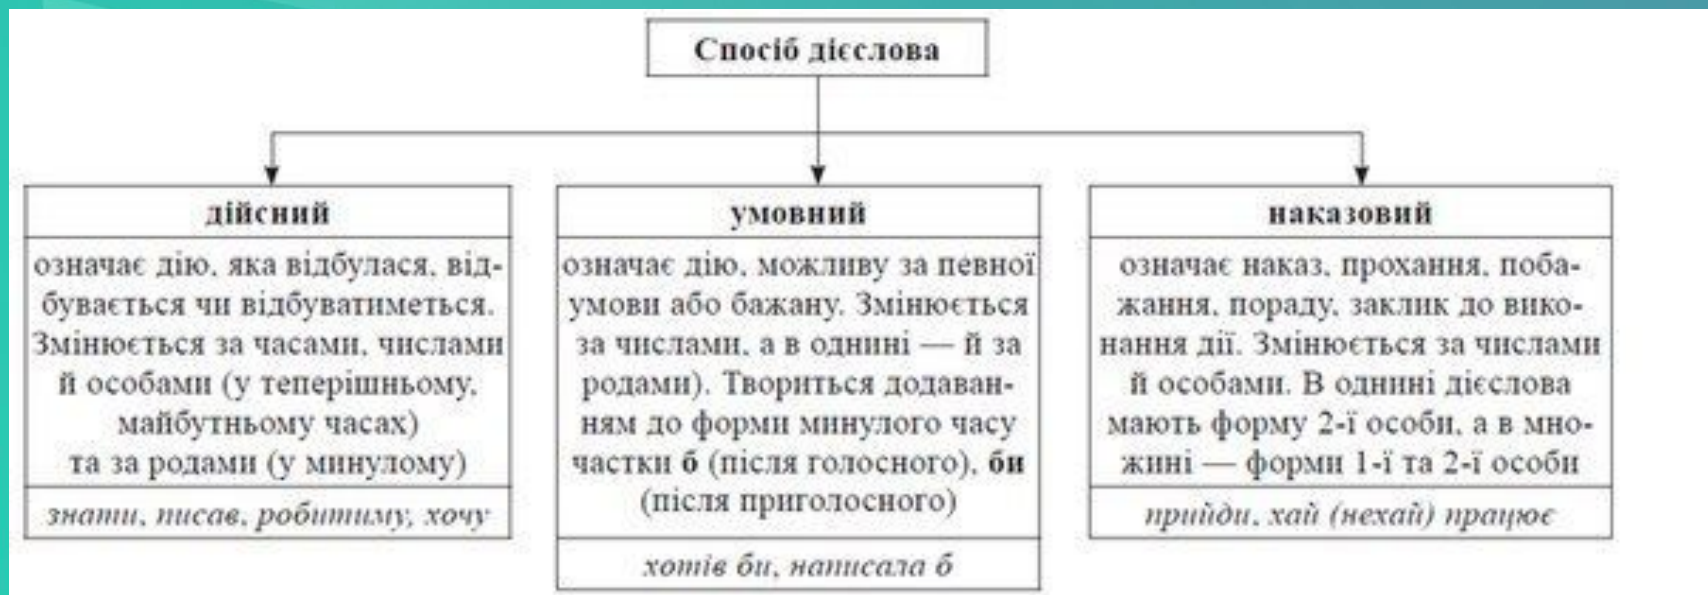 Спосіб дієслова
дійсний
означає дію, яка відбулася, від-
бувається чи відбуватиметься.
Змінюється за часами, числами
й особами (у теперішньому,
майбутньому часах)
та за родами (у минулому)
знати, писав, робитиму, хочу
умовний
означає дію, можливу за певної
умови або бажану. Змінюється
за числами, а в однині — й за
родами). Твориться додаван-
ням до форми минулого часу
частки б (після голосного), би
(після приголосного)
хотів би, написала б
наказовий
означає наказ, прохання, поба-
жання, пораду, заклик до вико-
нання дії. Змінюється за числами
й особами. В однині дієслова
мають форму 2-ї особи, а в мно-
жині — форми 1-ї та 2-ї особи
прийди, хай (нехай) працює